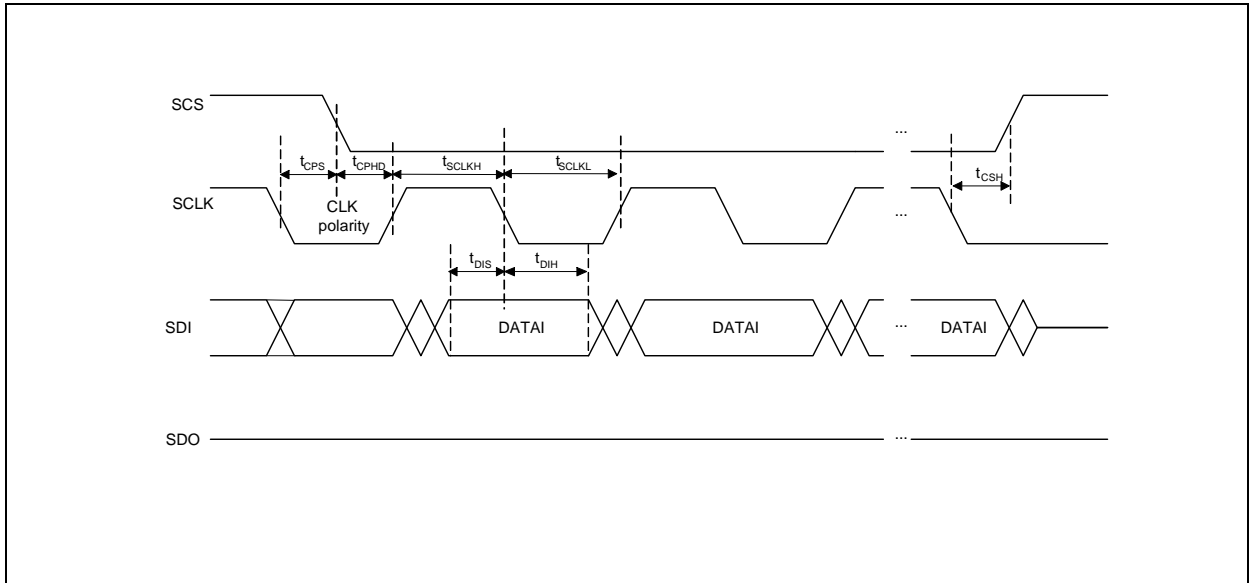 SCS
...
tCPS
tCPHD
tSCLKH
tSCLKL
tCSH
SCLK
CLK
polarity
...
tDIS
tDIH
SDI
DATAI
DATAI
...
DATAI
SDO
...